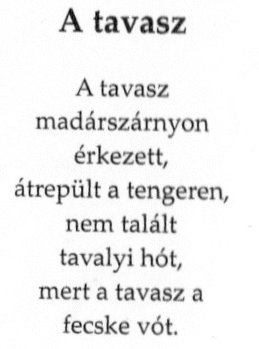 A tavasz
A tavasz
madárszárnyon
érkezett,
átrepült a tengeren,
nem talált
tavalyi hót,
mert a tavasz a
fecske vót.